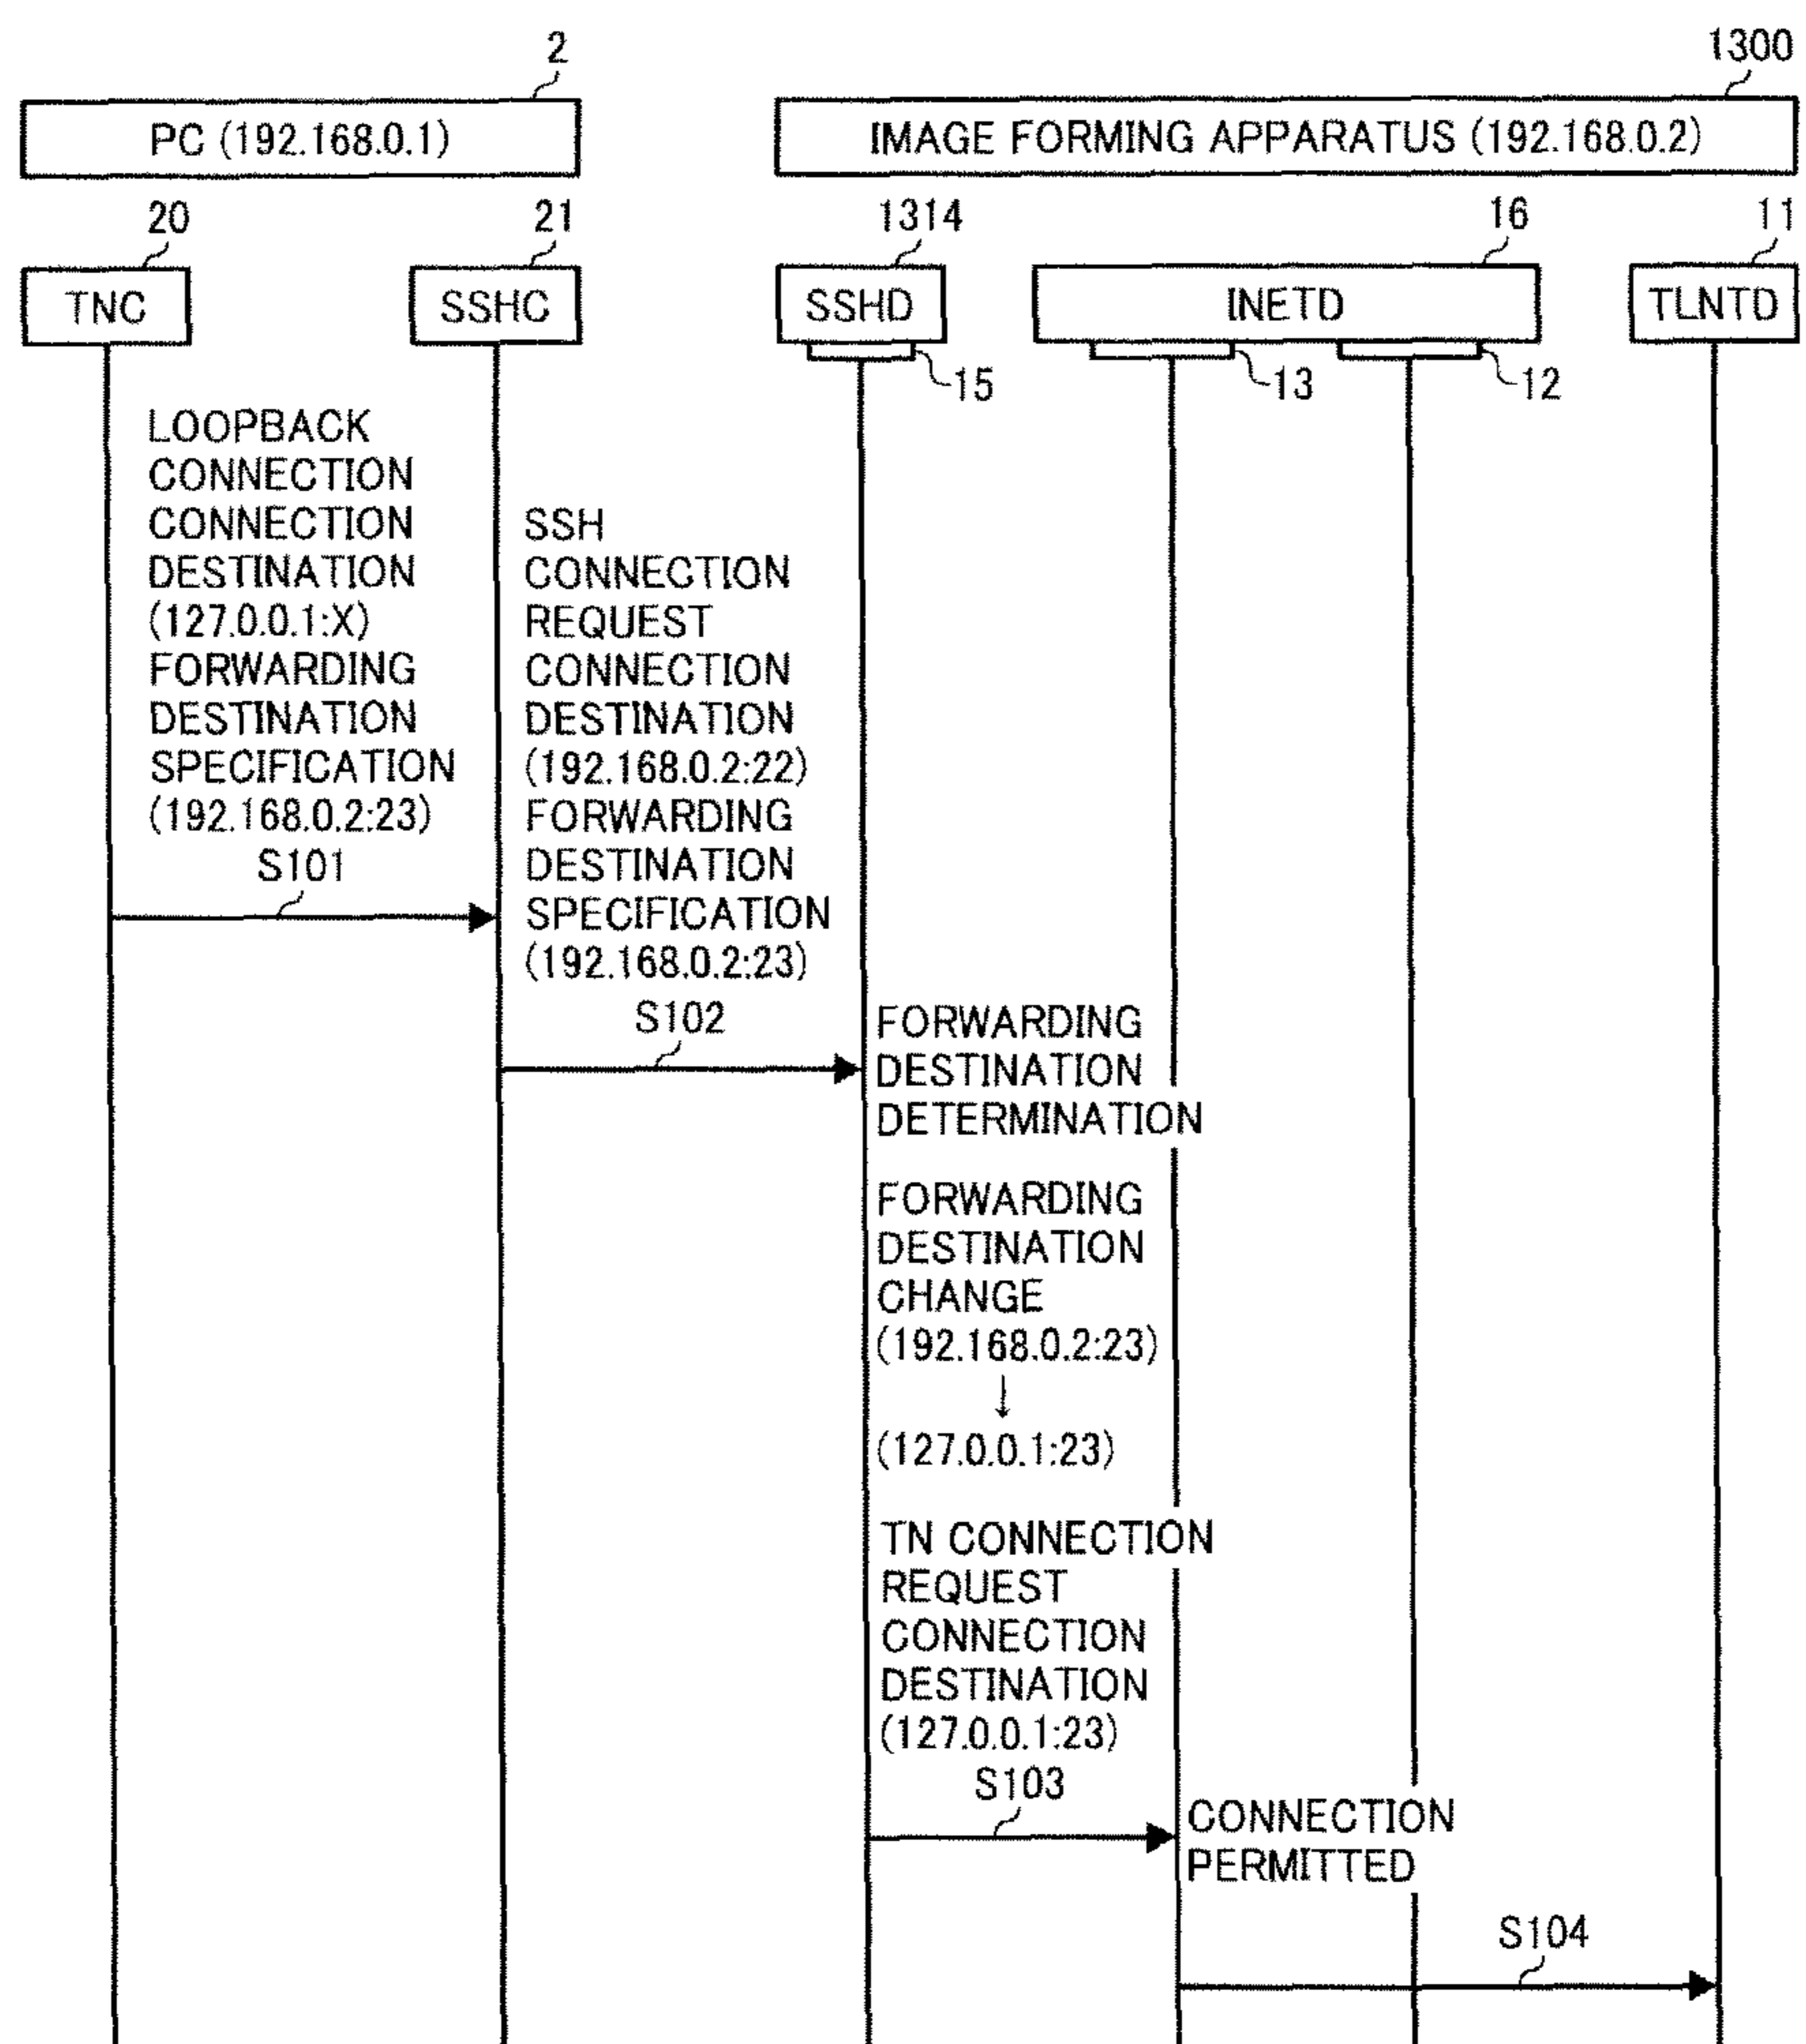 2
1300
PC (192.168.0.1)
IMAGE FORMING APPARATUS (192.168.0.2)
20
21
1314
16
11
TNC
SSHC
SSHD
INETD
TLNTD
15
13
12
LOOPBACK
CONNECTION
CONNECTION
DESTINATION
(127.0.0.1:X)
FORWARDING
DESTINATION
SPECIFICATION
(192.168.0.2:23)
S101
SSH
CONNECTION
REQUEST
CONNECTION
DESTINATION
(192.168.0.2:22)
FORWARDING
DESTINATION
SPECIFICATION
(192.168.0.2:23)
S102
FORWARDING
DESTINATION
DETERMINATION
FORWARDING
DESTINATION
CHANGE
(192.168.0.2:23)
↓
(127.0.0.1:23)
TN CONNECTION
REQUEST
CONNECTION
DESTINATION
(127.0.0.1:23)
S103
CONNECTION
PERMITTED
S104